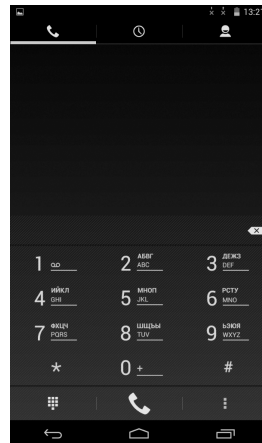 13:27
1
2 АБВГ ABC
3 ДЕЖЗ DEF
4 ИЙКЛ GHI
5 МНОП JKL
6 РСТУ MNO
7 ФХЦЧ PQRS
8 ШЩЪЫ TUV
9 ЬЭЮЯ WXYZ
*
0 +
#